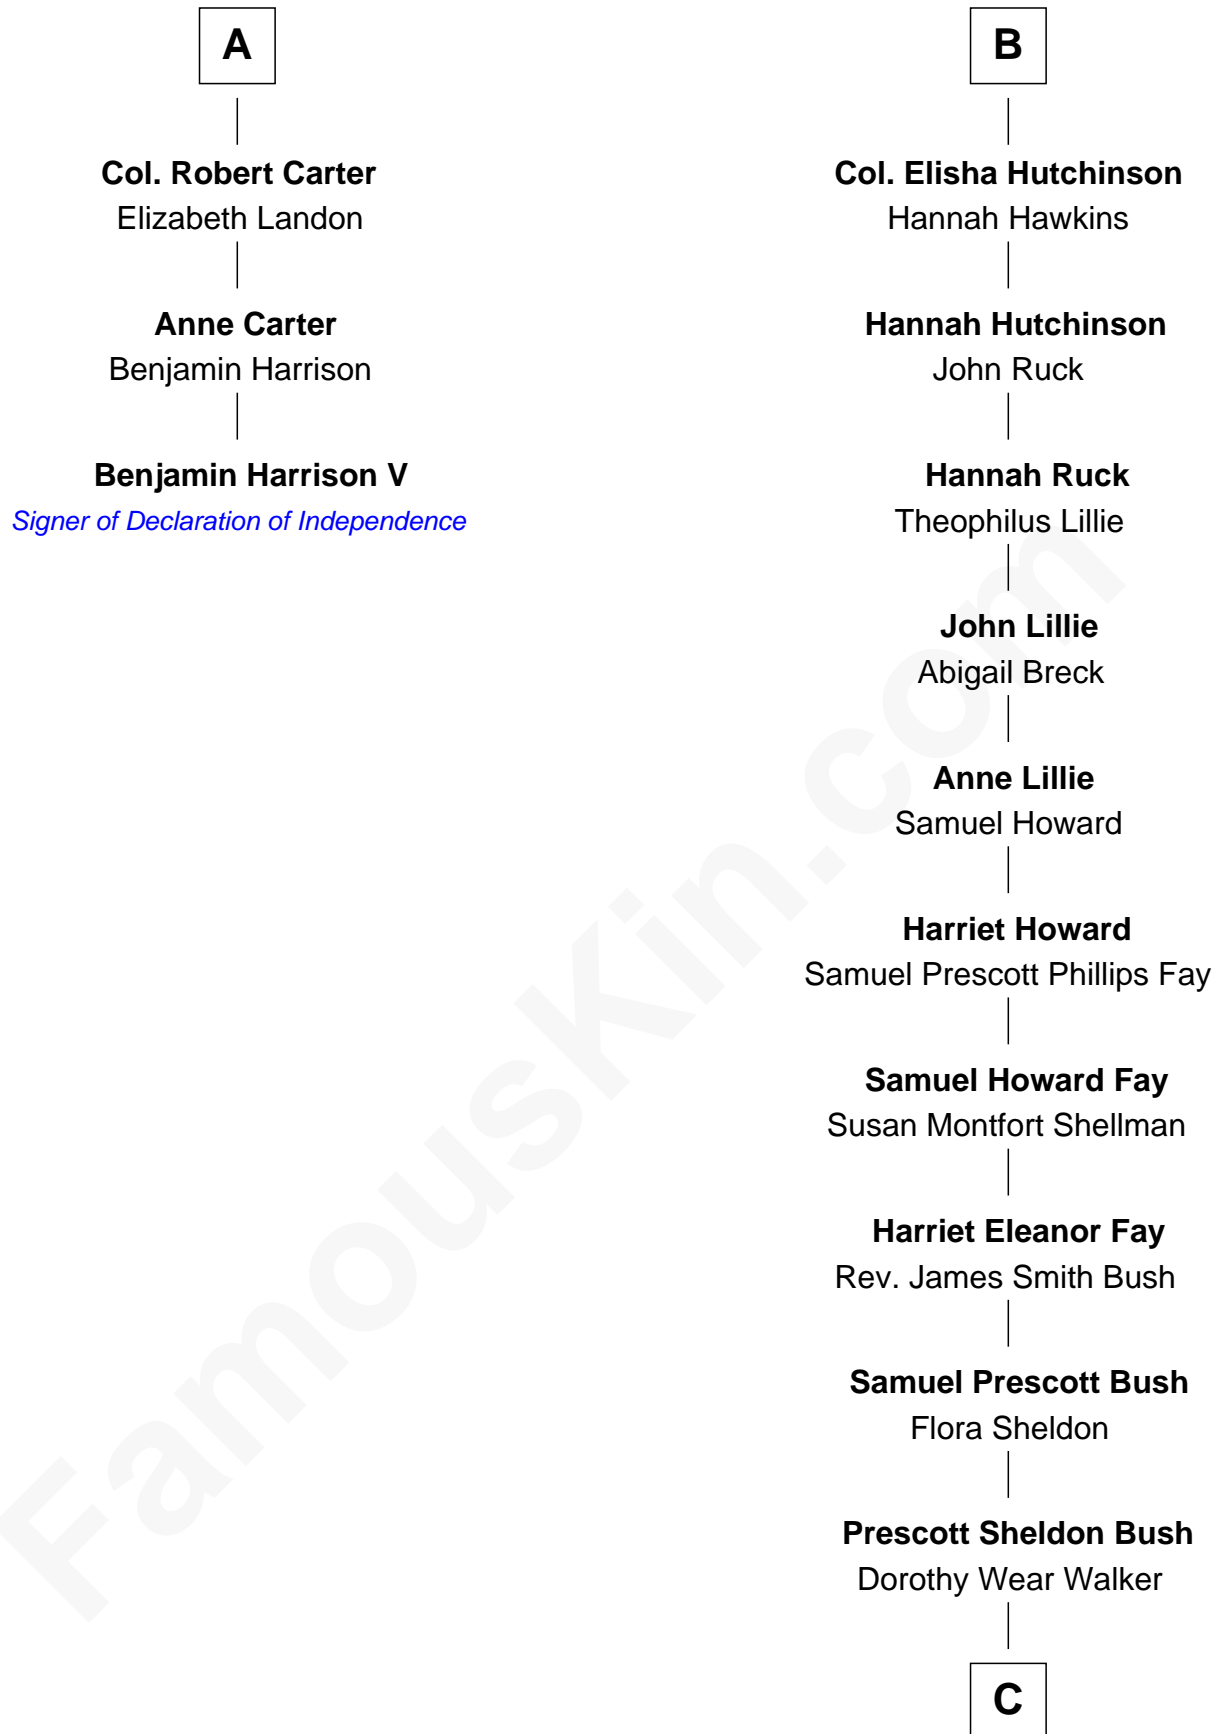 A
Col. Robert Carter
Elizabeth Landon
Anne Carter
Benjamin Harrison
Benjamin Harrison V
Signer of Declaration of Independence
B
Col. Elisha Hutchinson
Hannah Hawkins
Hannah Hutchinson
John Ruck
Hannah Ruck
Theophilus Lillie
John Lillie
Abigail Breck
Anne Lillie
Samuel Howard
Harriet Howard
Samuel Prescott Phillips Fay
Samuel Howard Fay
Susan Montfort Shellman
Harriet Eleanor Fay
Rev. James Smith Bush
Samuel Prescott Bush
Flora Sheldon
Prescott Sheldon Bush
Dorothy Wear Walker
C
FamousKin.com